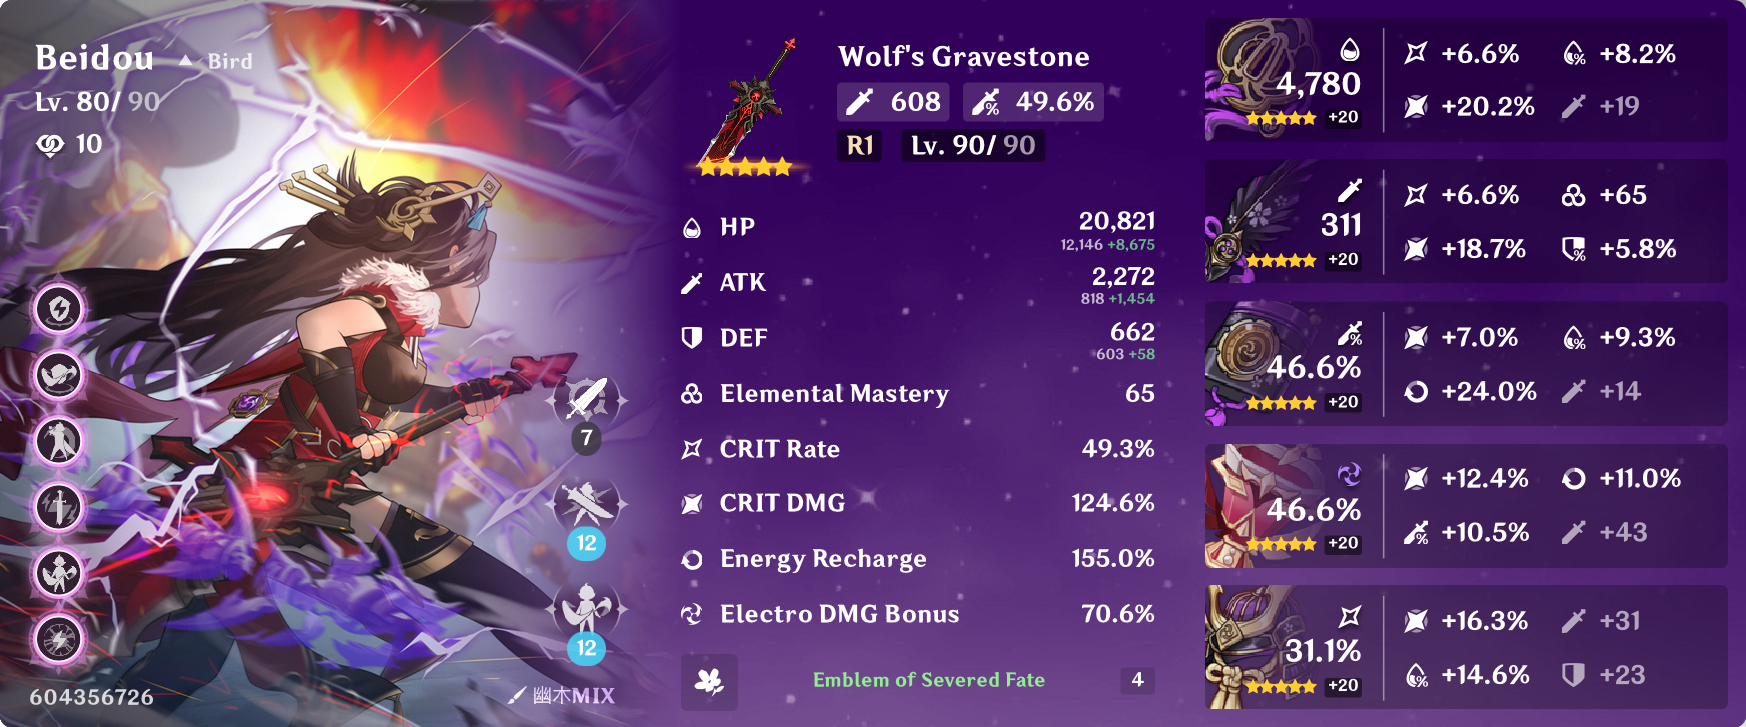 Beidou ▲ Bird
Lv. 80/ 90
10
7
12
12
604356726
幽木MIX
Wolf's Gravestone
608 49.6%
R1 Lv. 90/ 90
HP 20,821
12,146 +8,675
ATK 2,272
818 +1,454
DEF 662
603 +58
Elemental Mastery 65
CRIT Rate 49.3%
CRIT DMG 124.6%
Energy Recharge 155.0%
Electro DMG Bonus 70.6%
Emblem of Severed Fate 4
4,780
+20
+6.6% +8.2%
+20.2% +19
311
+20
+6.6% +65
+18.7% +5.8%
46.6%
+20
+7.0% +9.3%
+24.0% +14
46.6%
+20
+12.4% +11.0%
+10.5% +43
31.1%
+20
+16.3% +31
+14.6% +23